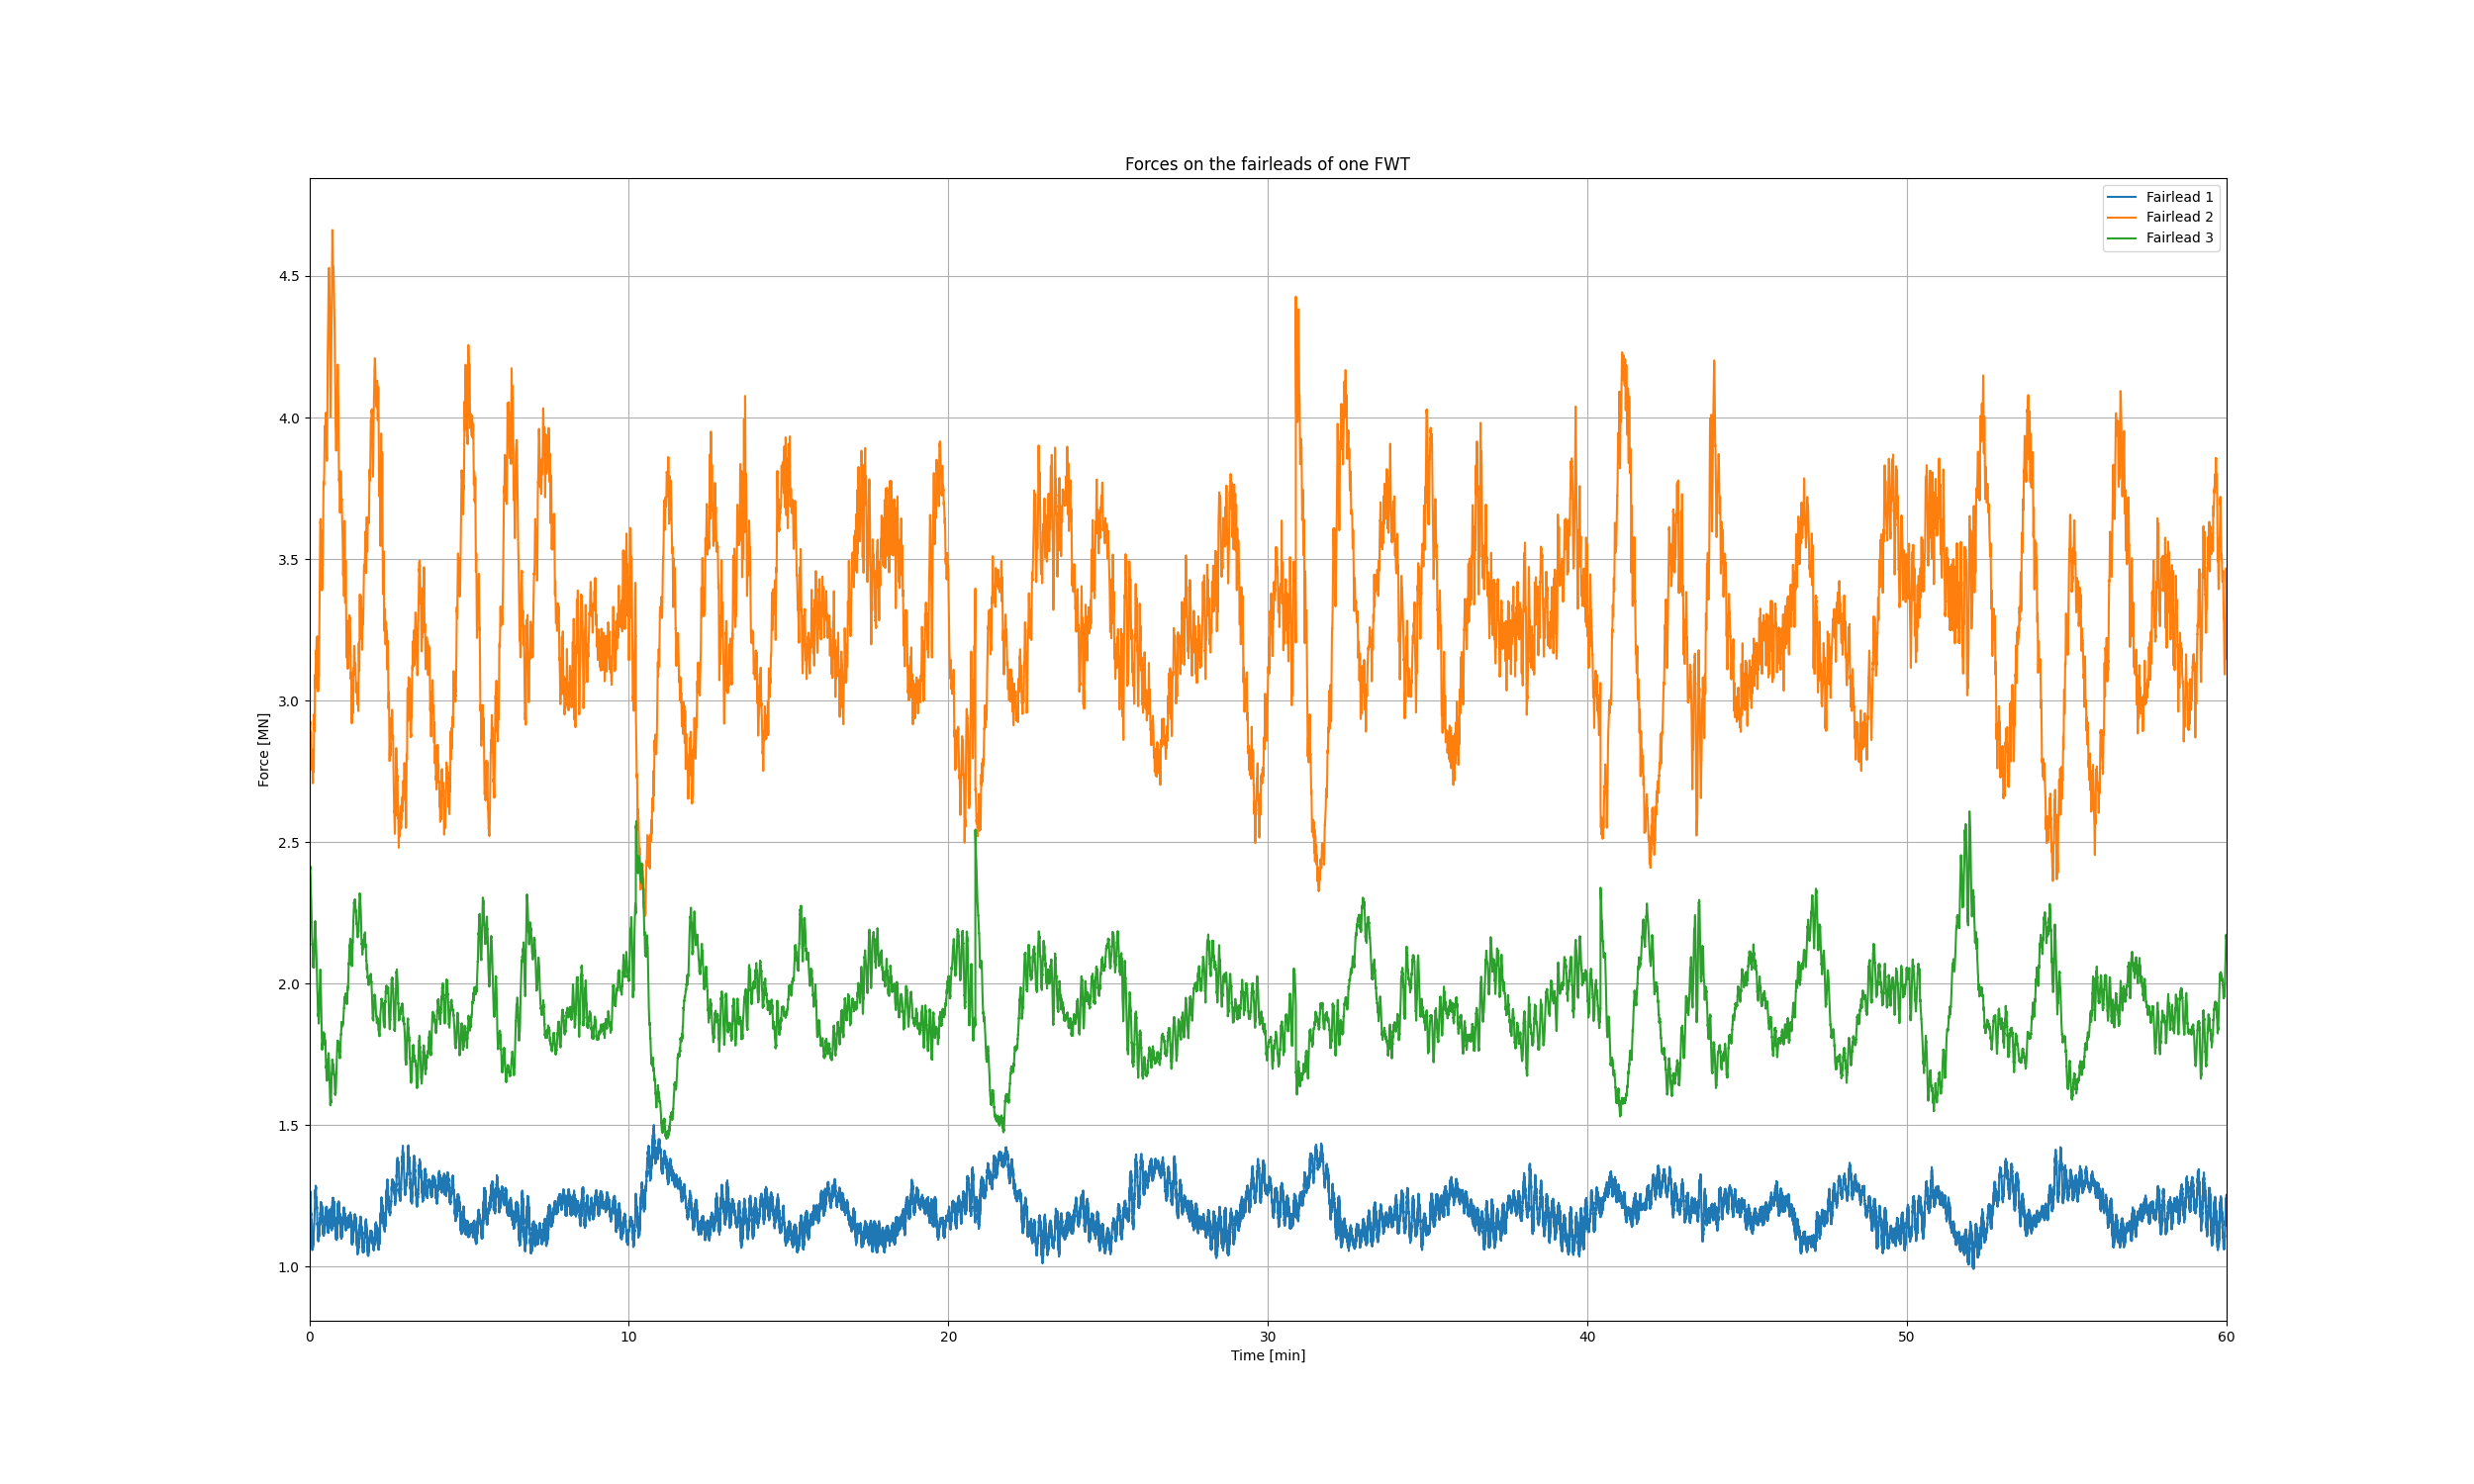 Forces on the fairleads of one FWT
Fairlead 1
Fairlead 2
Fairlead 3
Force [MN]
4.5
4.0
3.5
3.0
2.5
2.0
1.5
1.0
0 10 20 30 40 50 60
Time [min]